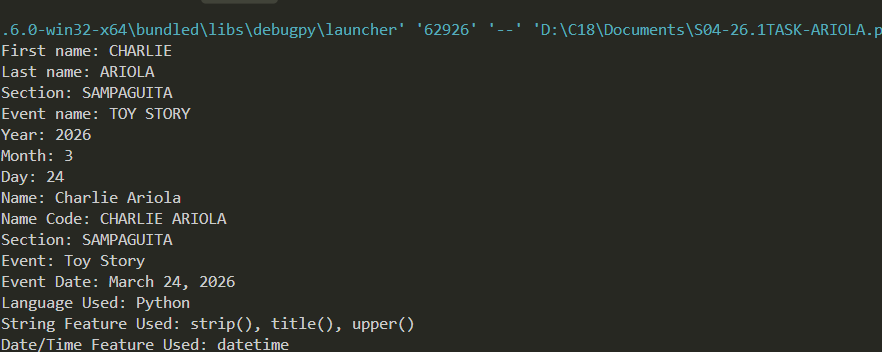 .6.0-win32-x64\bundled\libs\debugpy\launcher' '62926' '--' 'D:\C18\Documents\S04-26.1TASK-ARIOLA.p
First name: CHARLIE
Last name: ARIOLA
Section: SAMPAGUITA
Event name: TOY STORY
Year: 2026
Month: 3
Day: 24
Name: Charlie Ariola
Name Code: CHARLIE ARIOLA
Section: SAMPAGUITA
Event: Toy Story
Event Date: March 24, 2026
Language Used: Python
String Feature Used: strip(), title(), upper()
Date/Time Feature Used: datetime